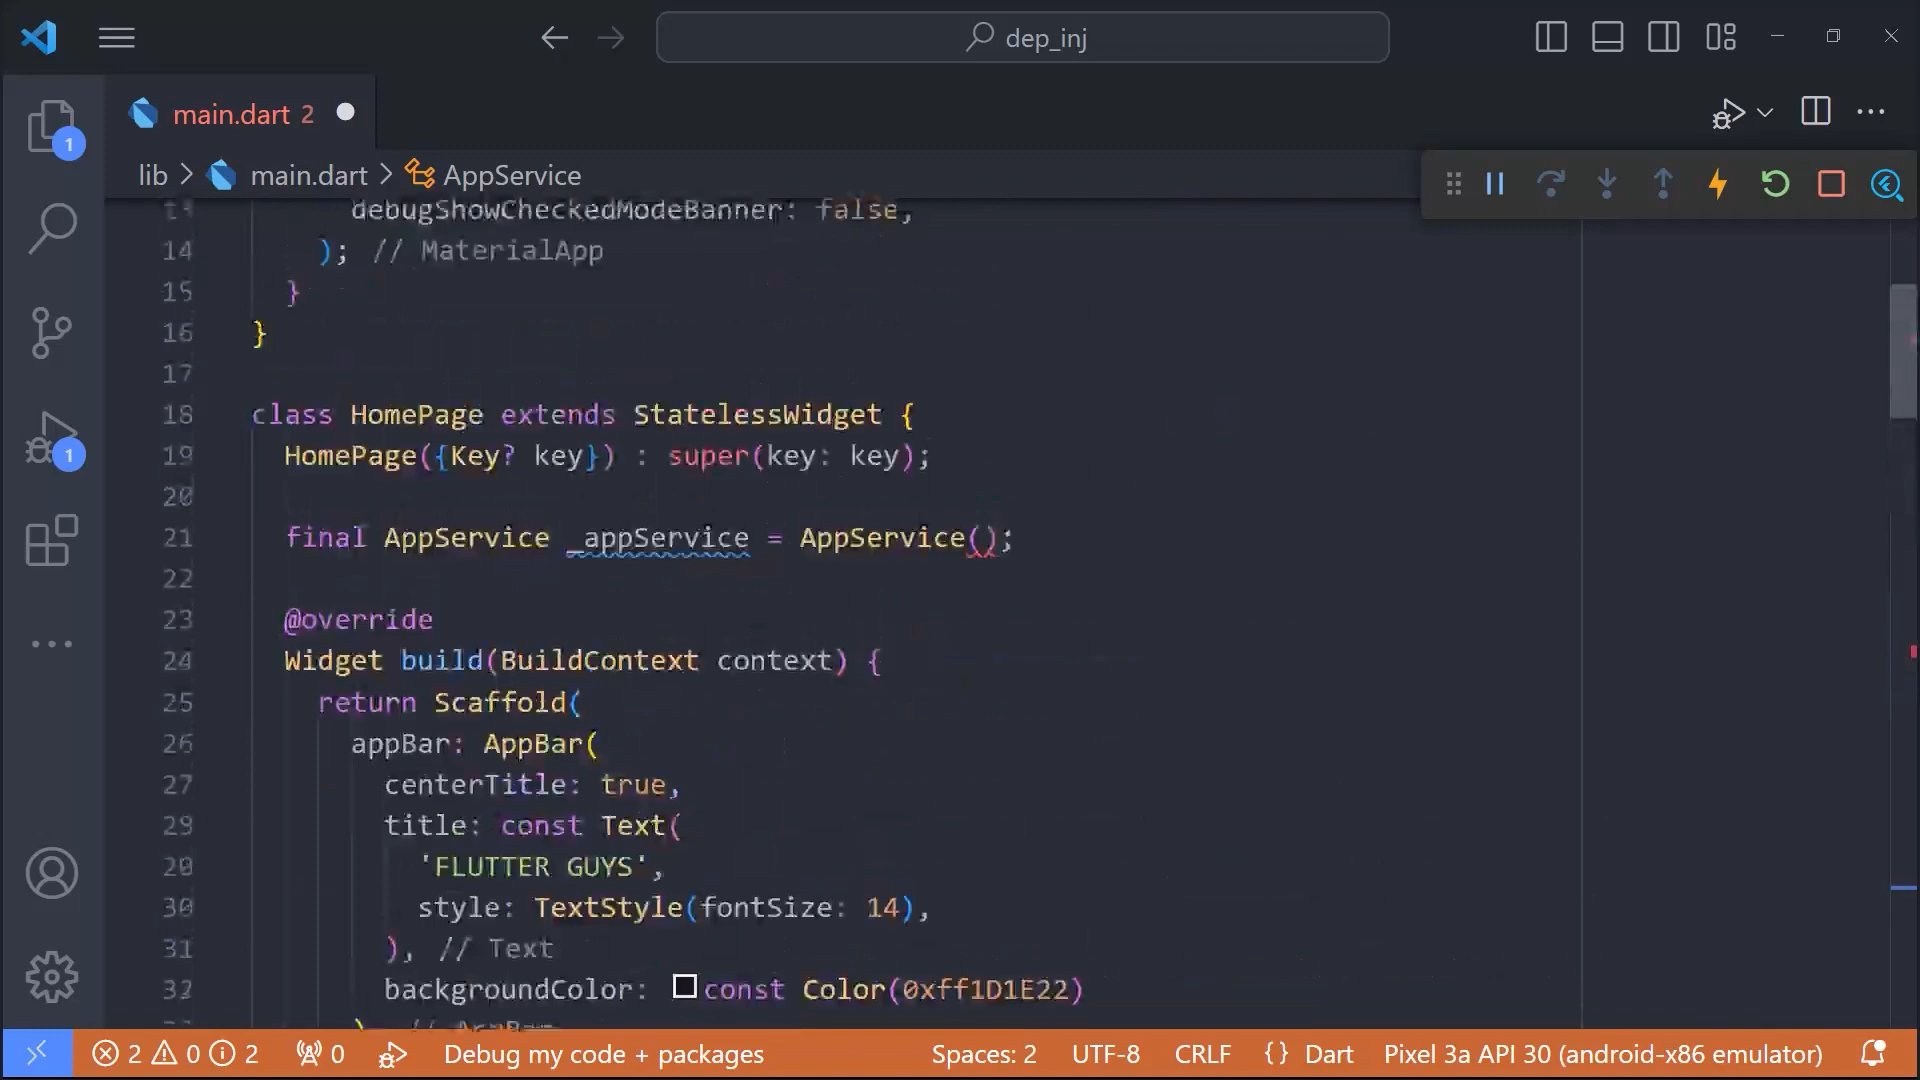 dep_inj
main.dart 2
1
lib > main.dart > AppService
debugShowCheckedModeBanner: false,
14 ); // MaterialApp
15 }
16 }
17
18 class HomePage extends StatelessWidget {
19 HomePage({Key? key}) : super(key: key);
20
21 final AppService _appService = AppService();
22
23 @override
24 Widget build(BuildContext context) {
25 return Scaffold(
26 appBar: AppBar(
27 centerTitle: true,
title: const Text(
'FLUTTER GUYS',
30 style: TextStyle(fontSize: 14),
31 ), // Text
32 backgroundColor: const Color(0xff1D1E22)
1
2 0 2 0 Debug my code + packages Spaces: 2 UTF-8 CRLF {} Dart Pixel 3a API 30 (android-x86 emulator)